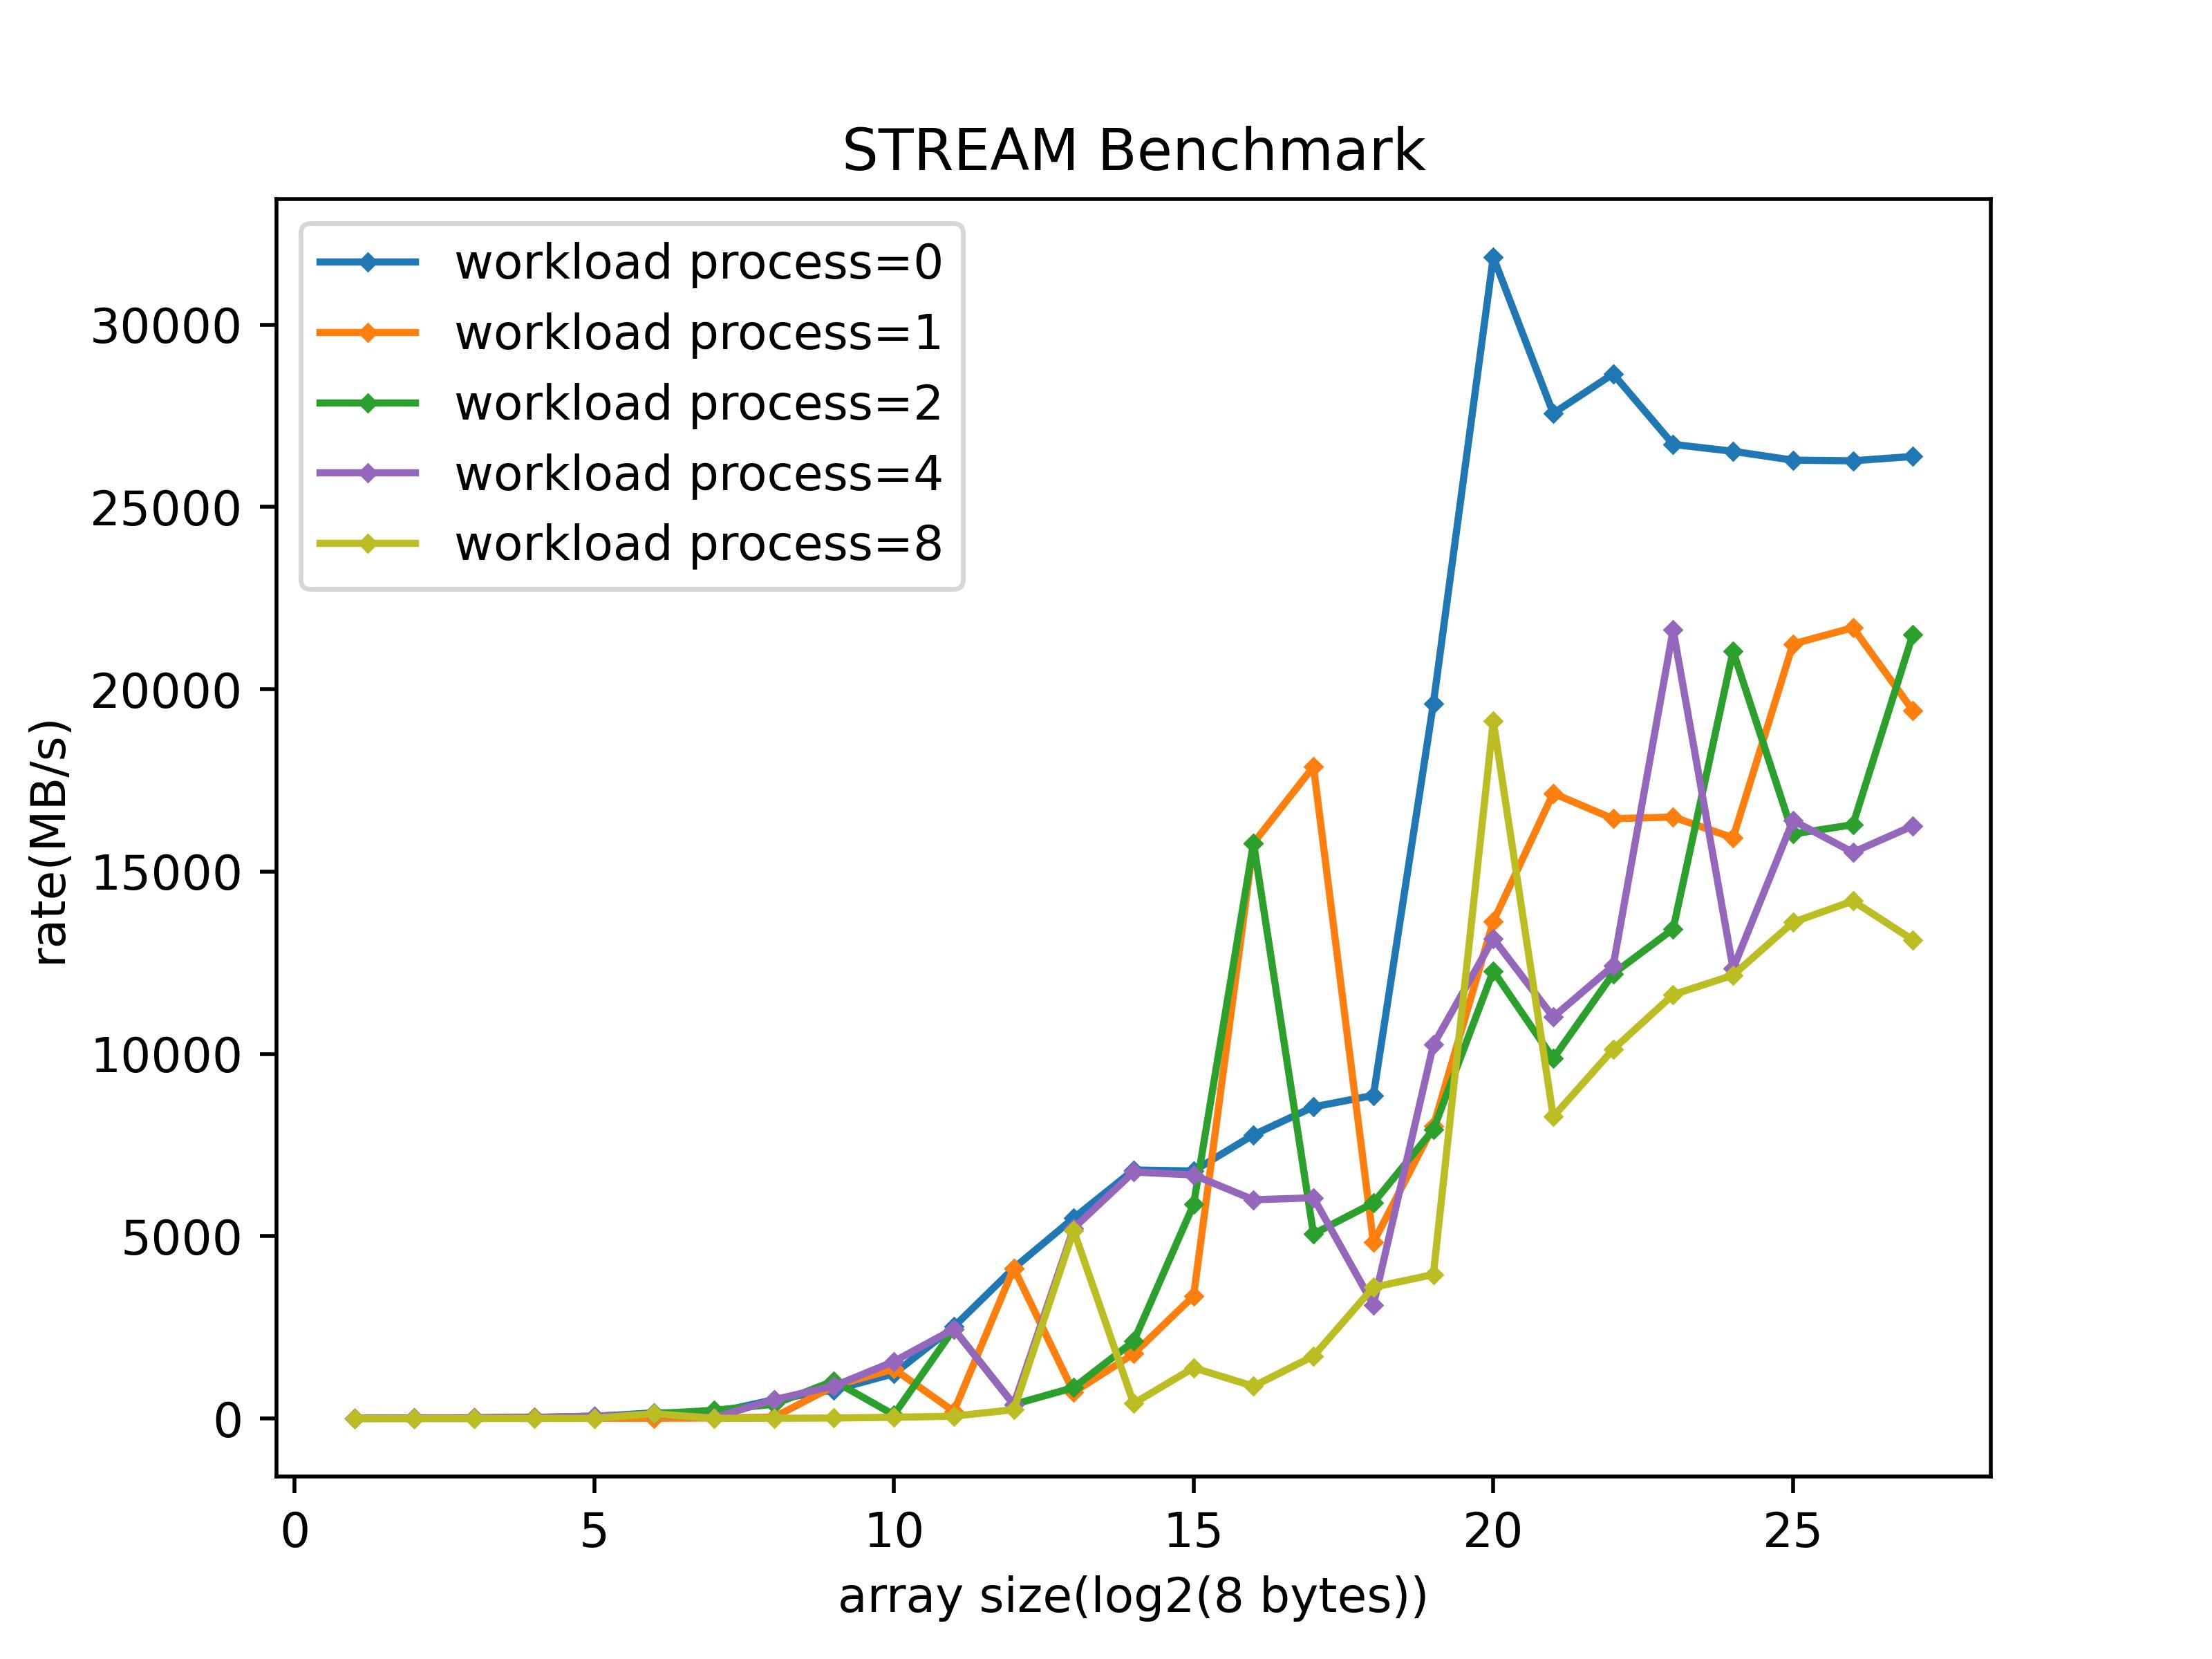 STREAM Benchmark
workload process=0
workload process=1
workload process=2
workload process=4
workload process=8
30000
25000
20000
15000
10000
5000
0
rate(MB/s)
0 5 10 15 20 25
array size(log2(8 bytes))